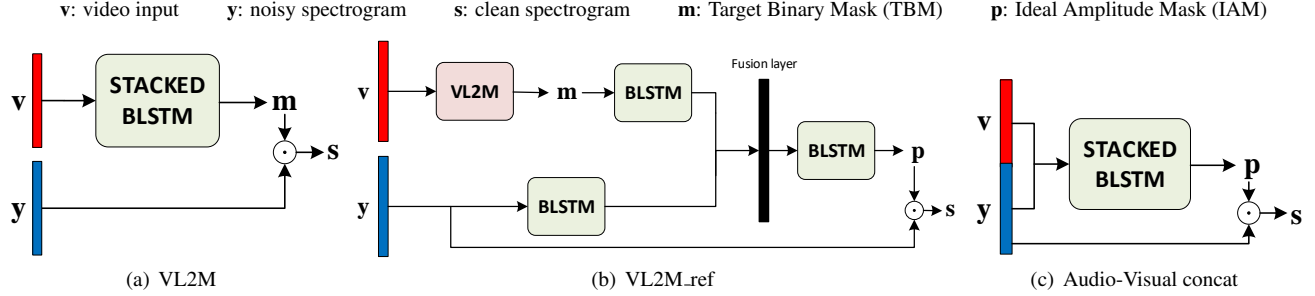 v: video input y: noisy spectrogram s: clean spectrogram m: Target Binary Mask (TBM) p: Ideal Amplitude Mask (IAM)
v
STACKED
BLSTM
m
s
y
(a) VL2M
v
VL2M
m
BLSTM
Fusion layer
BLSTM
p
y
BLSTM
s
(b) VL2M_ref
v
STACKED
BLSTM
p
y
s
(c) Audio-Visual concat